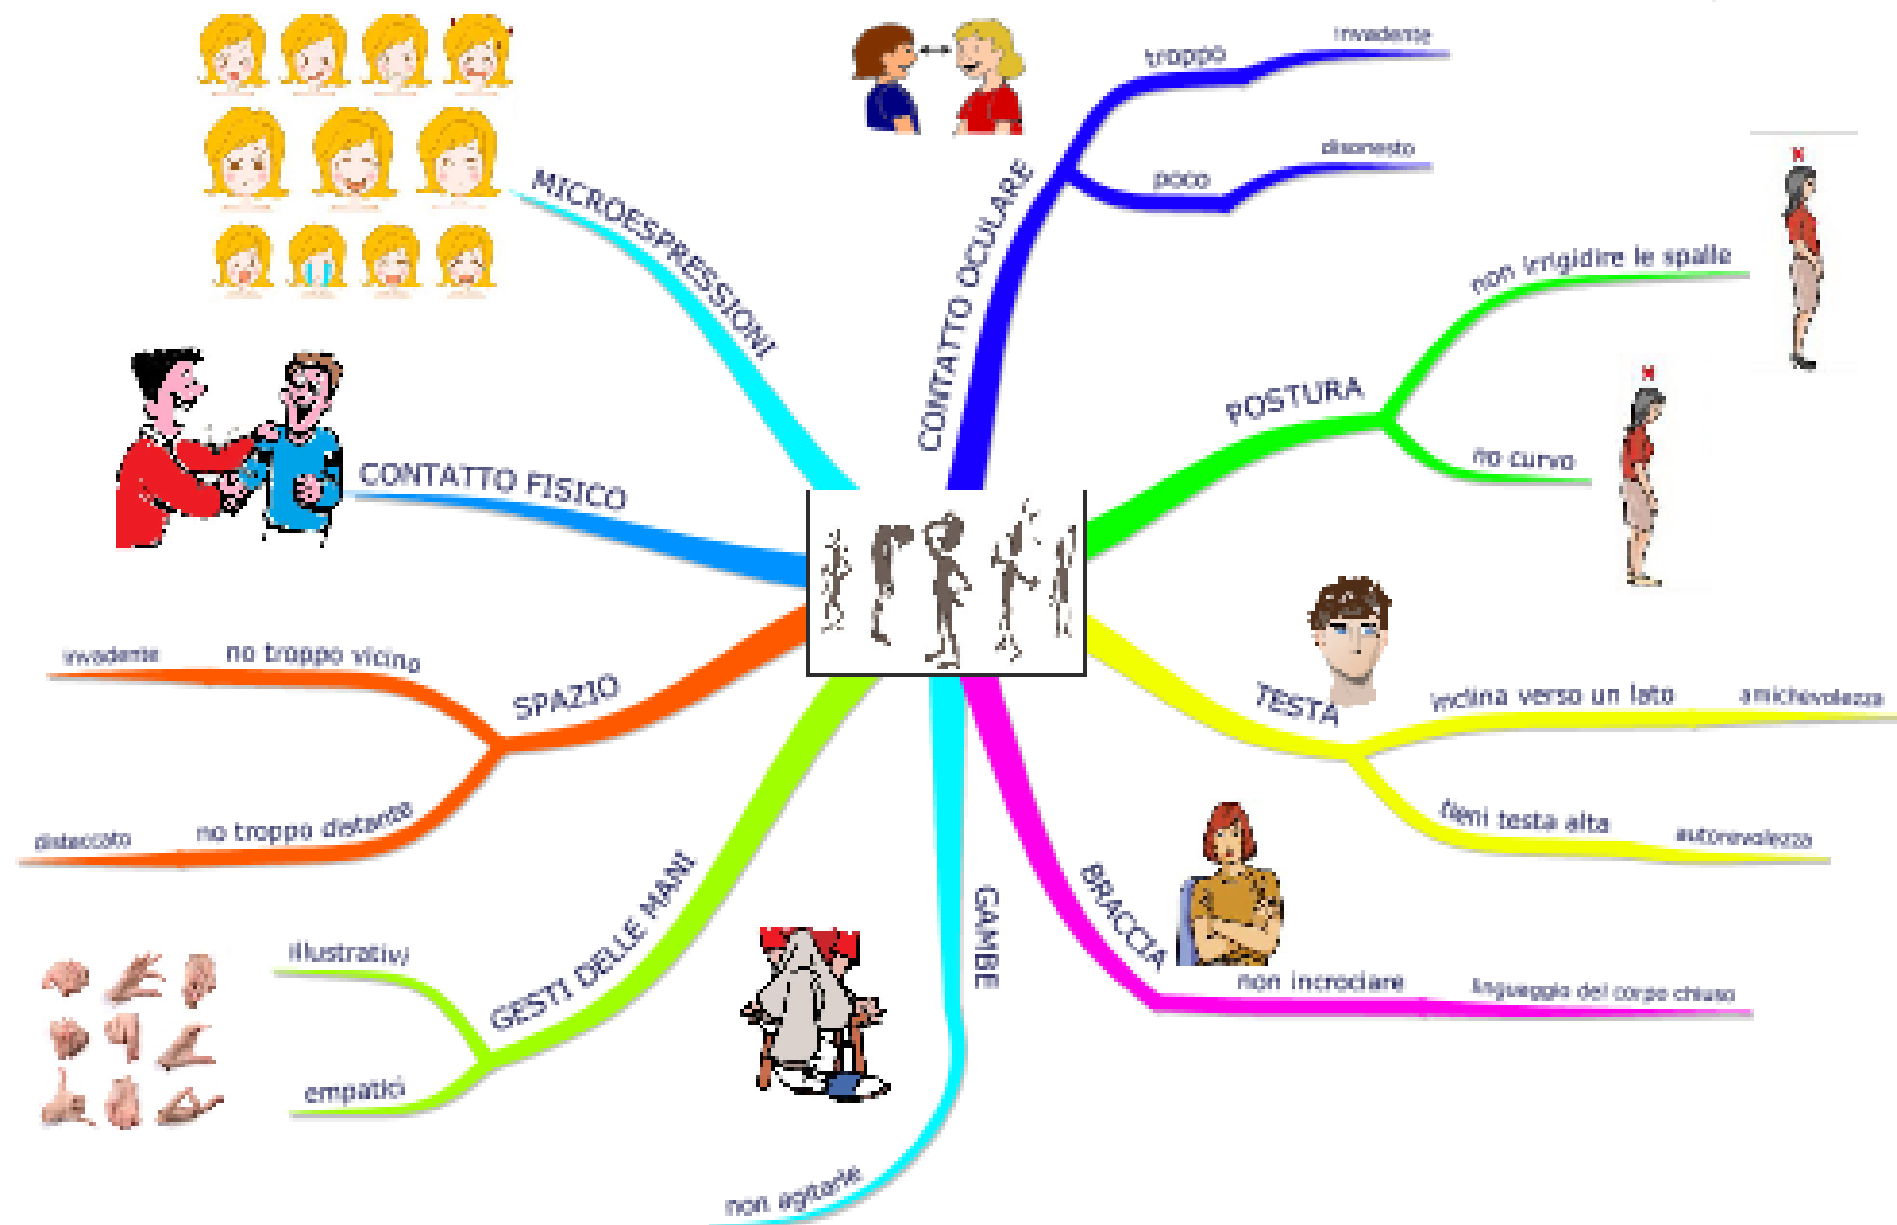 CONTATTO OCULARE
troppo
invadente
poco
disonesto
POSTURA
non irrigidire le spalle
no curvo
TESTA
inclina verso un lato
amichevolezza
tieni testa alta
autorevolezza
BRACCIA
non incrociare
linguaggio del corpo chiuso
GAMBE
non agitarle
GESTI DELLE MANI
illustrativi
empatici
SPAZIO
no troppo vicino
invadente
no troppo distante
distaccato
CONTATTO FISICO
MICROESPRESSIONI